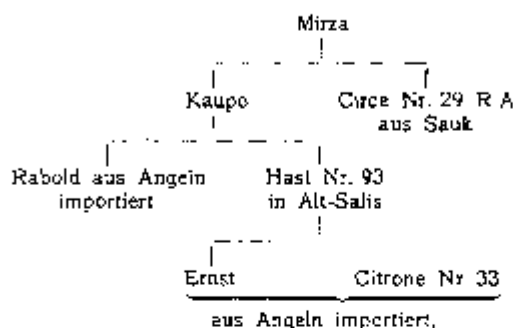 Mirza
Kaupo Circe Nr. 29 R A
aus Sauk
Rabold aus Angeln Hast Nr. 93
importiert in Alt-Salis
Ernst Citrone Nr 33
aus Angeln importiert,